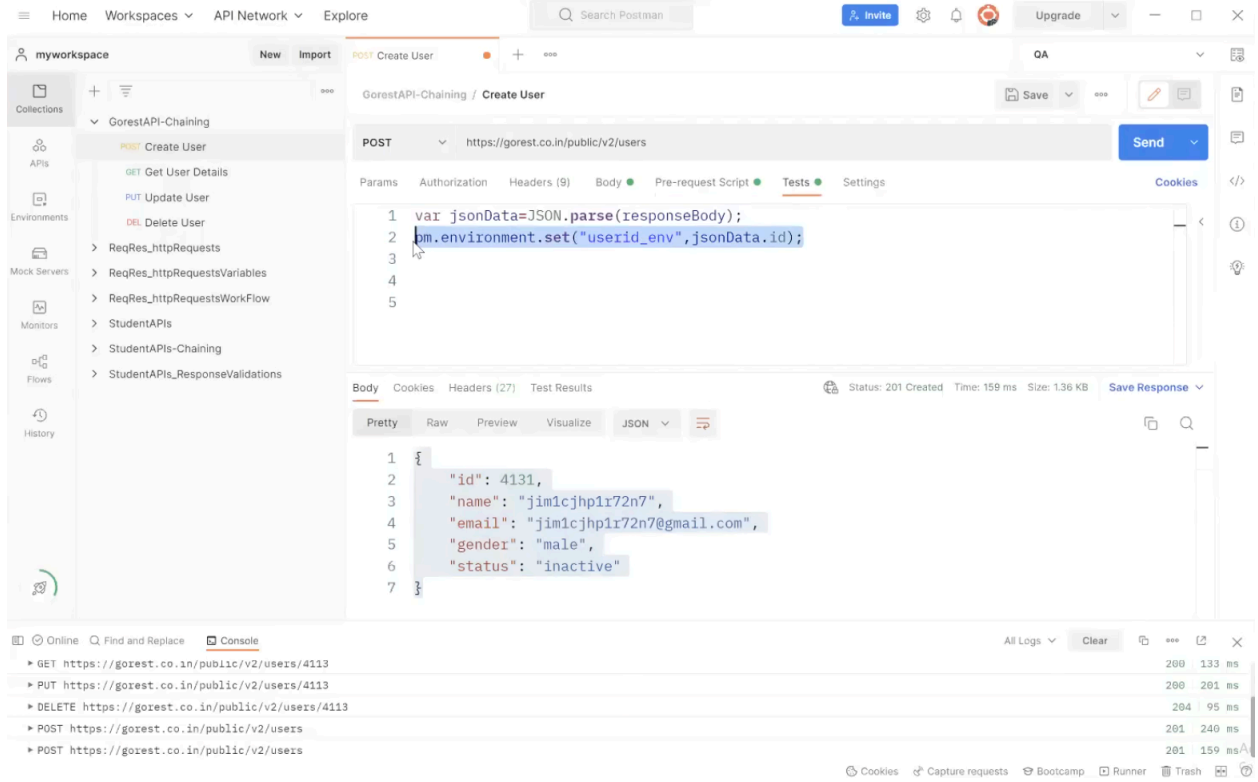 Home Workspaces API Network Explore Search Postman Invite Upgrade
myworkspace New Import POST Create User QA
Collections
GorestAPI-Chaining / Create User Save
GorestAPI-Chaining
POST Create User
GET Get User Details
PUT Update User
DEL Delete User
ReqRes_httpRequests
ReqRes_httpRequestsVariables
ReqRes_httpRequestsWorkFlow
StudentAPIs
StudentAPIs-Chaining
StudentAPIs_ResponseValidations
APIs
Environments
Mock Servers
Monitors
Flows
History
POST https://gorest.co.in/public/v2/users Send
Params Authorization Headers (9) Body Pre-request Script Tests Settings Cookies
1 var jsonData=JSON.parse(responseBody);
2 pm.environment.set("userid_env",jsonData.id);
3
4
5
Body Cookies Headers (27) Test Results Status: 201 Created Time: 159 ms Size: 1.36 KB Save Response
Pretty Raw Preview Visualize JSON
1 {
2 "id": 4131,
3 "name": "jim1cjhp1r72n7",
4 "email": "jim1cjhp1r72n7@gmail.com",
5 "gender": "male",
6 "status": "inactive"
7 }
Online Find and Replace Console All Logs Clear
GET https://gorest.co.in/public/v2/users/4113 200 133 ms
PUT https://gorest.co.in/public/v2/users/4113 200 201 ms
DELETE https://gorest.co.in/public/v2/users/4113 204 95 ms
POST https://gorest.co.in/public/v2/users 201 240 ms
POST https://gorest.co.in/public/v2/users 201 159 ms
Cookies Capture requests Bootcamp Runner Trash